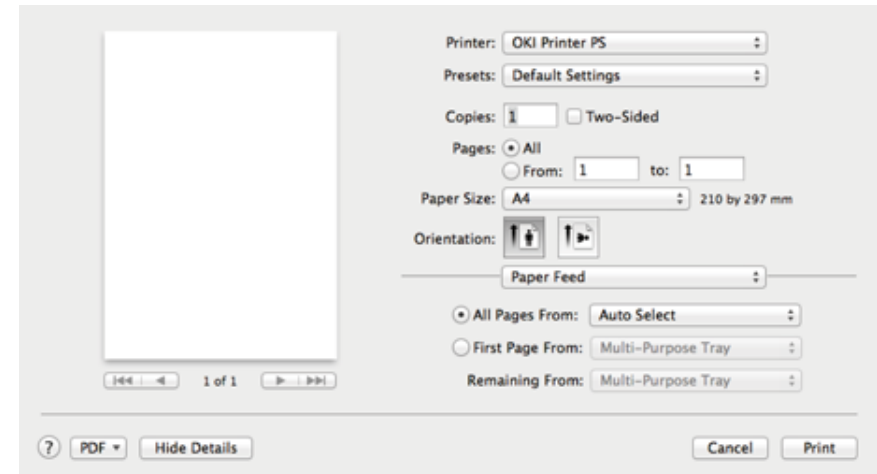 Printer: OKI Printer PS
Presets: Default Settings
Copies: 1 Two-Sided
Pages: All
From: 1 to: 1
Paper Size: A4 210 by 297 mm
Orientation:
Paper Feed
All Pages From: Auto Select
First Page From: Multi-Purpose Tray
Remaining From: Multi-Purpose Tray
1 of 1
? PDF Hide Details Cancel Print